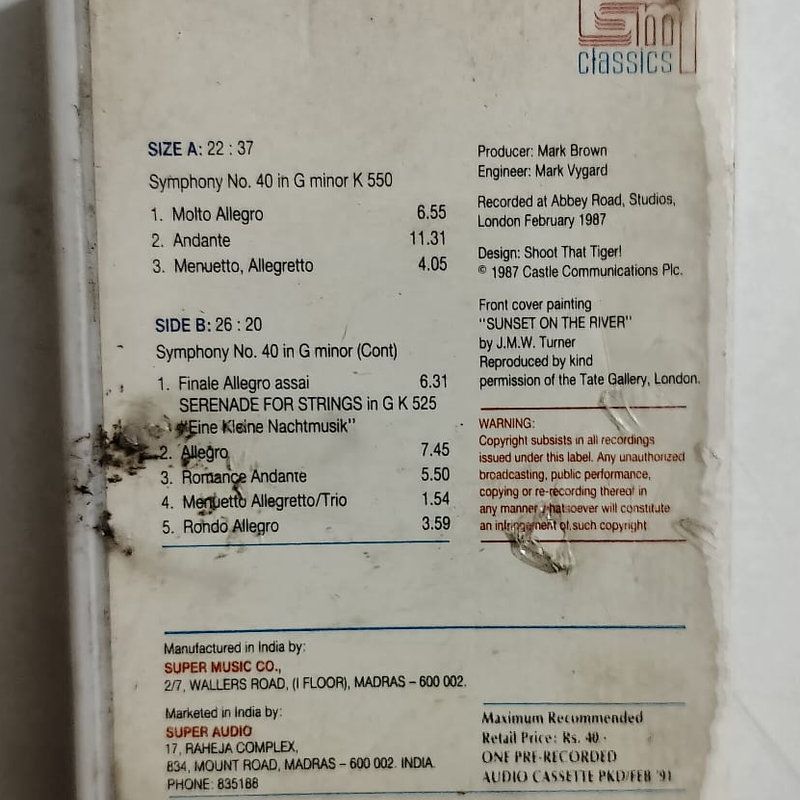 classics
SIZE A: 22 : 37
Symphony No. 40 in G minor K 550
1. Molto Allegro 6.55
2. Andante 11.31
3. Menuetto, Allegretto 4.05
SIDE B: 26 : 20
Symphony No. 40 in G minor (Cont)
1. Finale Allegro assai 6.31
SERENADE FOR STRINGS in G K 525
"Eine Kleine Nachtmusik"
2. Allegro 7.45
3. Romance Andante 5.50
4. Menuetto Allegretto/Trio 1.54
5. Rondo Allegro 3.59
Producer: Mark Brown
Engineer: Mark Vygard
Recorded at Abbey Road, Studios,
London February 1987
Design: Shoot That Tiger!
© 1987 Castle Communications Plc.
Front cover painting
"SUNSET ON THE RIVER"
by J.M.W. Turner
Reproduced by kind
permission of the Tate Gallery, London.
WARNING:
Copyright subsists in all recordings
issued under this label. Any unauthorized
broadcasting, public performance,
copying or re-recording thereof in
any manner whatsoever will constitute
an infringement of such copyright
Manufactured in India by:
SUPER MUSIC CO.,
2/7, WALLERS ROAD, (I FLOOR), MADRAS – 600 002.
Marketed in India by:
SUPER AUDIO
17, RAHEJA COMPLEX,
834, MOUNT ROAD, MADRAS – 600 002. INDIA.
PHONE: 835188
Maximum Recommended
Retail Price: Rs. 40 -
ONE PRE-RECORDED
AUDIO CASSETTE PKD/FEB '91